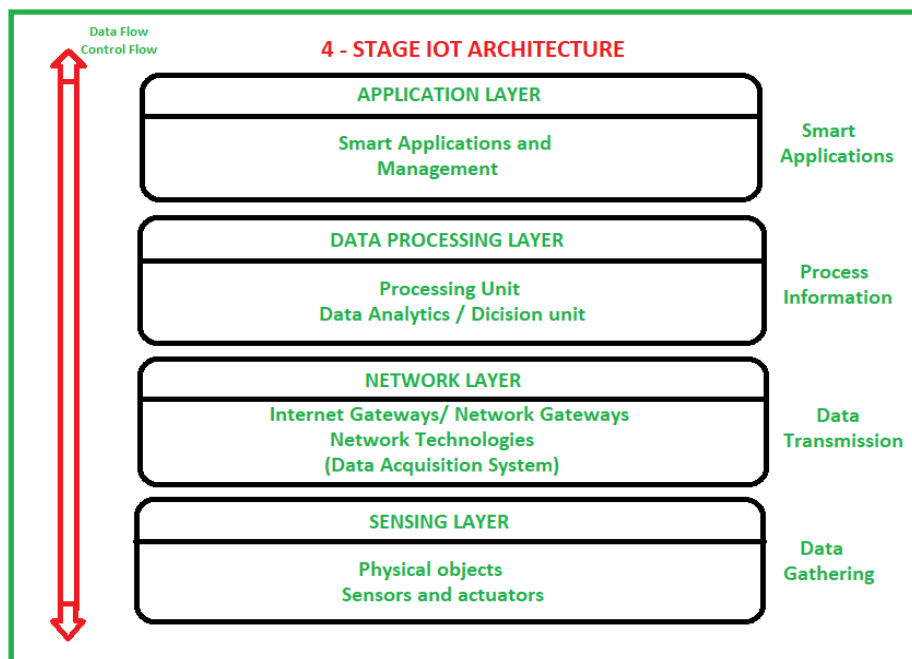 Data Flow
Control Flow
4 - STAGE IOT ARCHITECTURE
APPLICATION LAYER
Smart Applications and
Management
Smart
Applications
DATA PROCESSING LAYER
Processing Unit
Data Analytics / Dicision unit
Process
Information
NETWORK LAYER
Internet Gateways/ Network Gateways
Network Technologies
(Data Acquisition System)
Data
Transmission
SENSING LAYER
Physical objects
Sensors and actuators
Data
Gathering